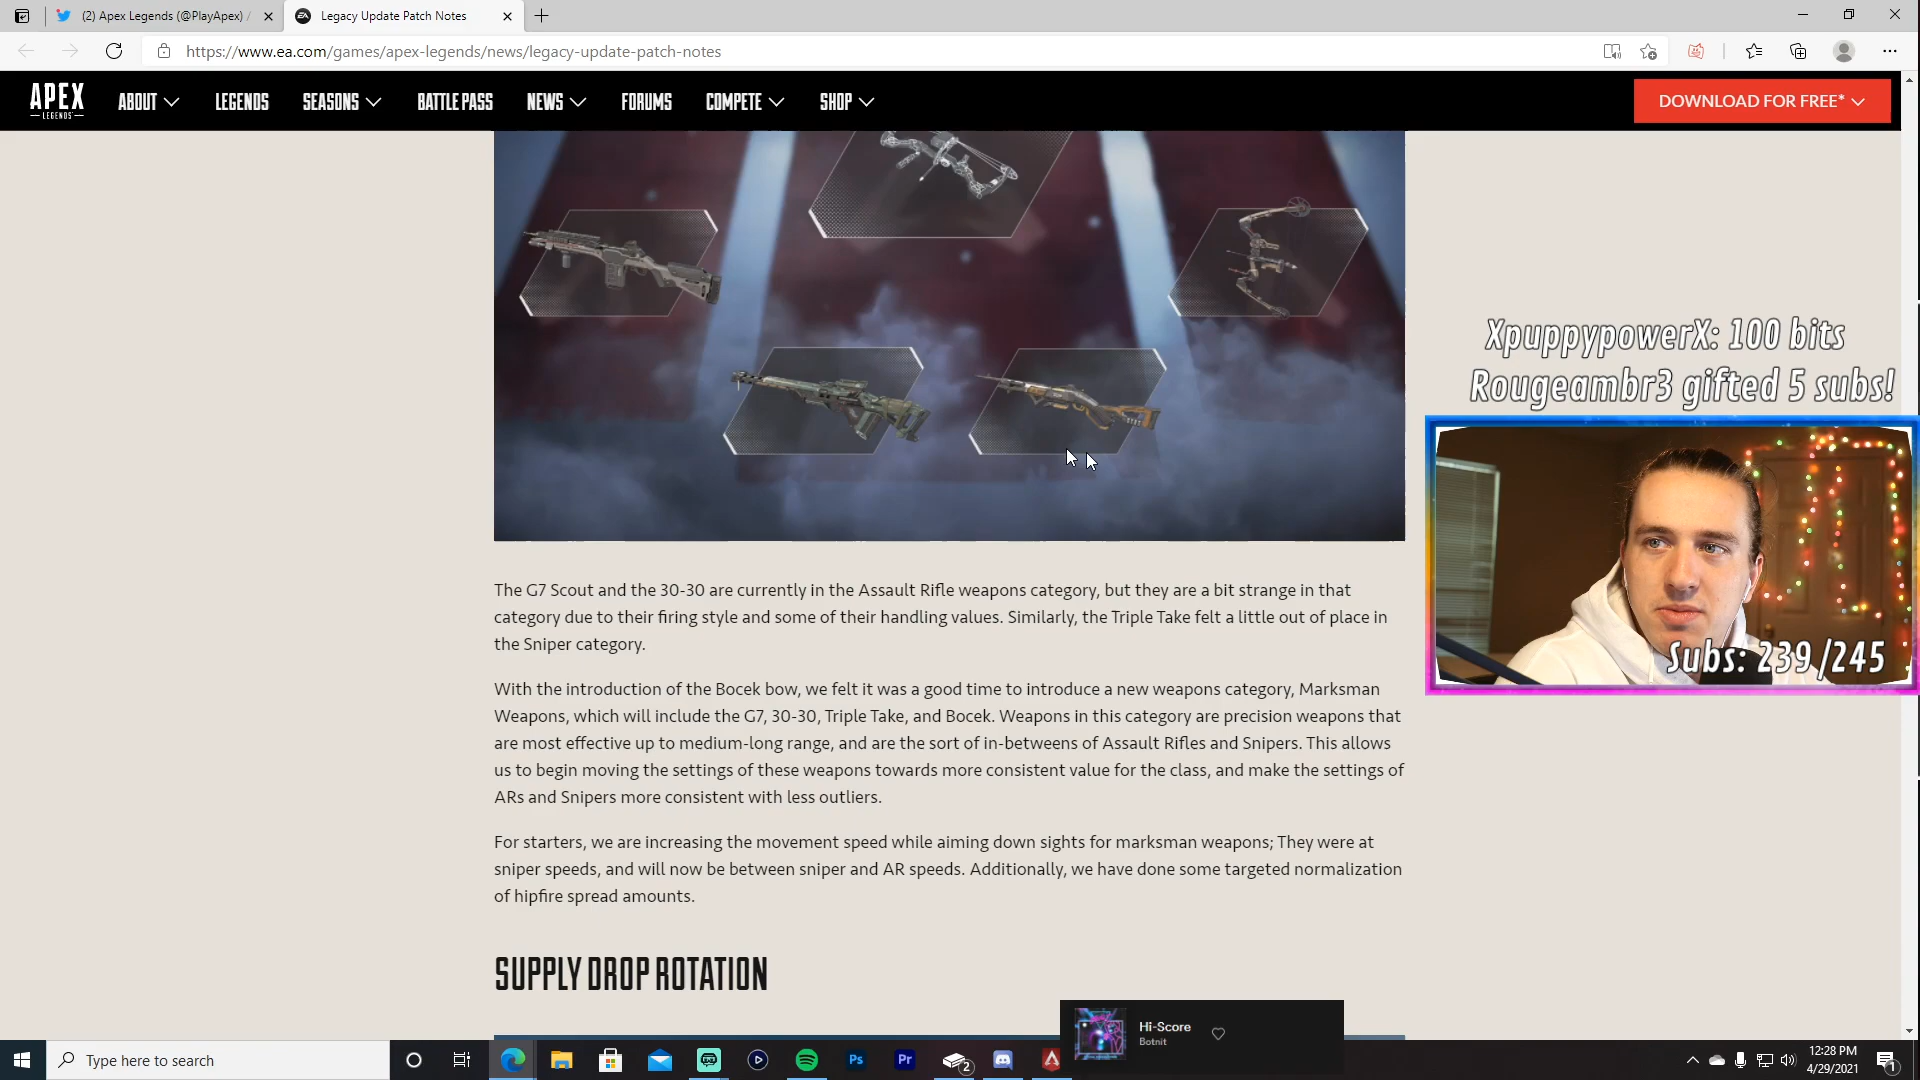 (2) Apex Legends (@PlayApex) /
Legacy Update Patch Notes
https://www.ea.com/games/apex-legends/news/legacy-update-patch-notes
APEX
LEGENDS
ABOUT
LEGENDS
SEASONS
BATTLE PASS
NEWS
FORUMS
COMPETE
SHOP
DOWNLOAD FOR FREE*
XpuppypowerX: 100 bits
Rougeambr3 gifted 5 subs!
Subs: 239/245
The G7 Scout and the 30-30 are currently in the Assault Rifle weapons category, but they are a bit strange in that
category due to their firing style and some of their handling values. Similarly, the Triple Take felt a little out of place in
the Sniper category.
With the introduction of the Bocek bow, we felt it was a good time to introduce a new weapons category, Marksman
Weapons, which will include the G7, 30-30, Triple Take, and Bocek. Weapons in this category are precision weapons that
are most effective up to medium-long range, and are the sort of in-betweens of Assault Rifles and Snipers. This allows
us to begin moving the settings of these weapons towards more consistent value for the class, and make the settings of
ARs and Snipers more consistent with less outliers.
For starters, we are increasing the movement speed while aiming down sights for marksman weapons; They were at
sniper speeds, and will now be between sniper and AR speeds. Additionally, we have done some targeted normalization
of hipfire spread amounts.
SUPPLY DROP ROTATION
Hi-Score
Botnit
Type here to search
Ps
Pr
2
12:28 PM
4/29/2021
1